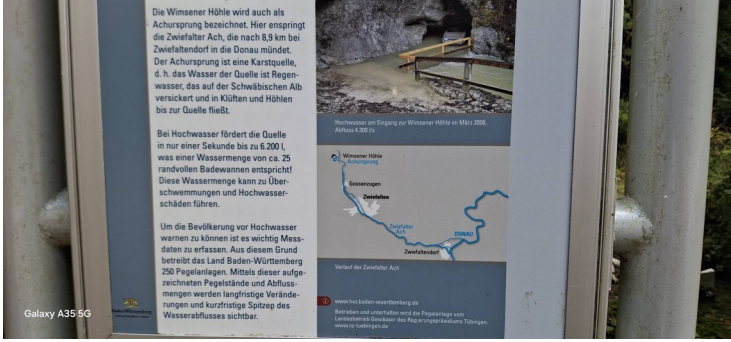 Die Wimsener Höhle wird auch als
Achursprung bezeichnet. Hier enspringt
die Zwiefalter Ach, die nach 8,9 km bei
Zwiefaltendorf in die Donau mündet.
Der Achursprung ist eine Karstquelle,
d. h. das Wasser der Quelle ist Regen-
wasser, das auf der Schwäbischen Alb
versickert und in Klüften und Höhlen
bis zur Quelle fließt.
Bei Hochwasser fördert die Quelle
in nur einer Sekunde bis zu 6.200 l,
was einer Wassermenge von ca. 25
randvollen Badewannen entspricht!
Diese Wassermenge kann zu Über-
schwemmungen und Hochwasser-
schäden führen.
Um die Bevölkerung vor Hochwasser
warnen zu können ist es wichtig Mess-
daten zu erfassen. Aus diesem Grund
betreibt das Land Baden-Württemberg
250 Pegelanlagen. Mittels dieser aufge-
zeichneten Pegelstände und Abfluss-
mengen werden langfristige Verände-
rungen und kurzfristige Spitzen des
Wasserabflusses sichtbar.
Hochwasser am Eingang zur Wimsener Höhle im März 2006,
Abfluss 4.300 l/s
Wimsener Höhle
Achursprung
Gossenzugen
Zwiefalten
Zwiefalter
Ach
DONAU
Zwiefaltendorf
Verlauf der Zwiefalter Ach
www.hvz.baden-wuerttemberg.de
Betrieben und unterhalten wird die Pegelanlage vom
Landesbetrieb Gewässer des Regierungspräsidiums Tübingen.
www.rp-tuebingen.de
Baden-Württemberg
Galaxy A35 5G